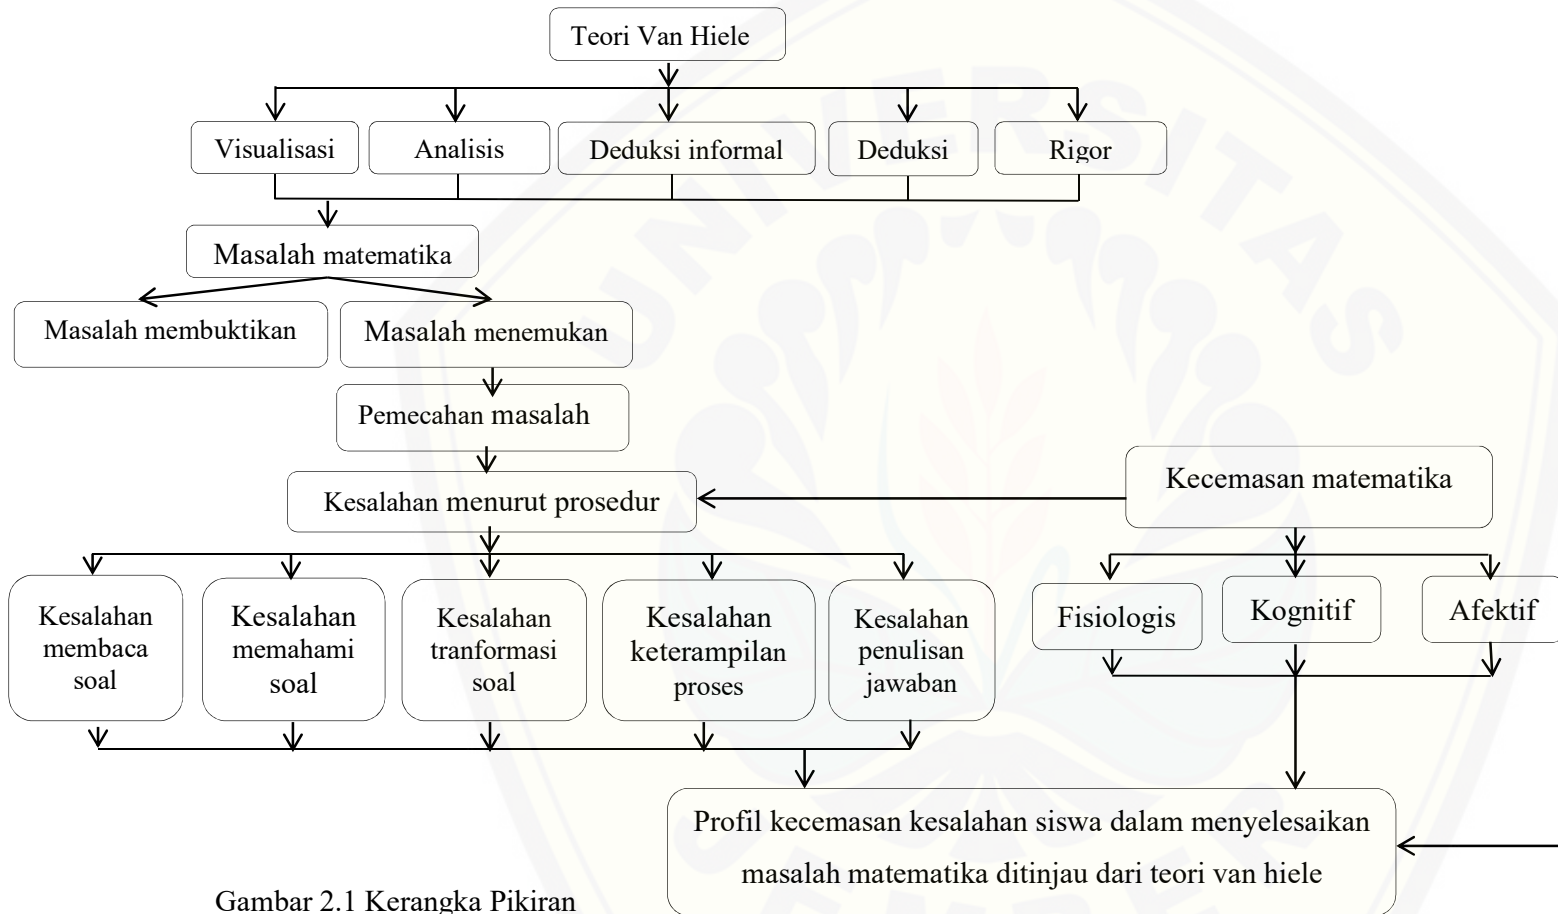 Teori Van Hiele
Visualisasi
Analisis
Deduksi informal
Deduksi
Rigor
Masalah matematika
Masalah membuktikan
Masalah menemukan
Pemecahan masalah
Kesalahan menurut prosedur
Kecemasan matematika
Kesalahan
membaca
soal
Kesalahan
memahami
soal
Kesalahan
tranformasi
soal
Kesalahan
keterampilan
proses
Kesalahan
penulisan
jawaban
Fisiologis
Kognitif
Afektif
Profil kecemasan kesalahan siswa dalam menyelesaikan
masalah matematika ditinjau dari teori van hiele
Gambar 2.1 Kerangka Pikiran
UNIVERSITAS